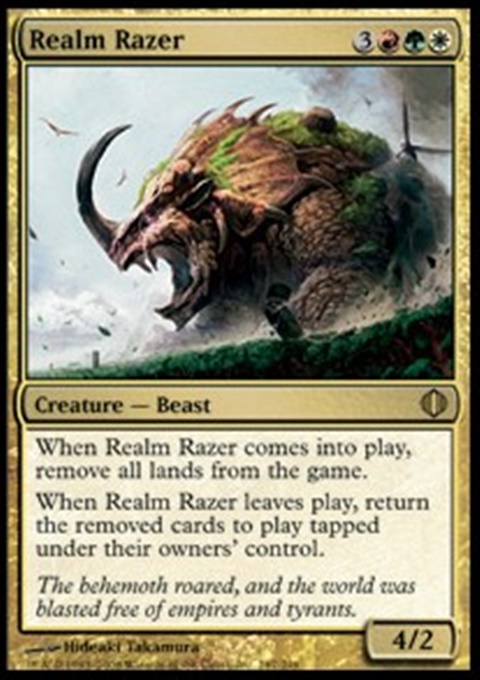 Realm Razer 3
Creature — Beast
When Realm Razer comes into play,
remove all lands from the game.
When Realm Razer leaves play, return
the removed cards to play tapped
under their owners' control.
The behemoth roared, and the world was
blasted free of empires and tyrants.
Hideaki Takamura
4/2